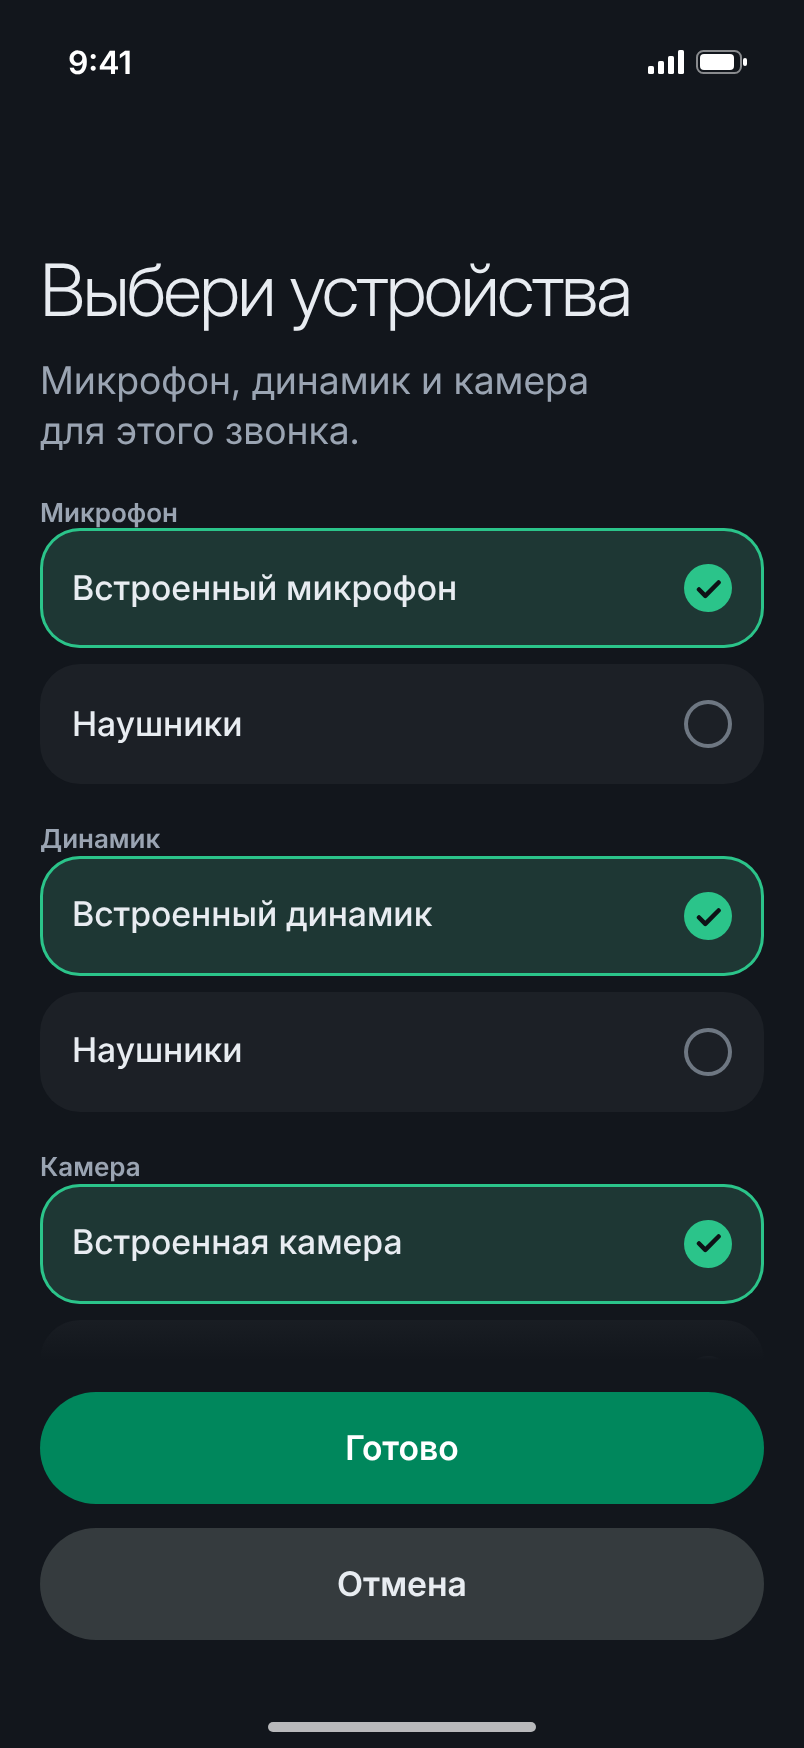 9:41
Выбери устройства
Микрофон, динамик и камера
для этого звонка.
Микрофон
Встроенный микрофон
Наушники
Динамик
Встроенный динамик
Наушники
Камера
Встроенная камера
Готово
Отмена